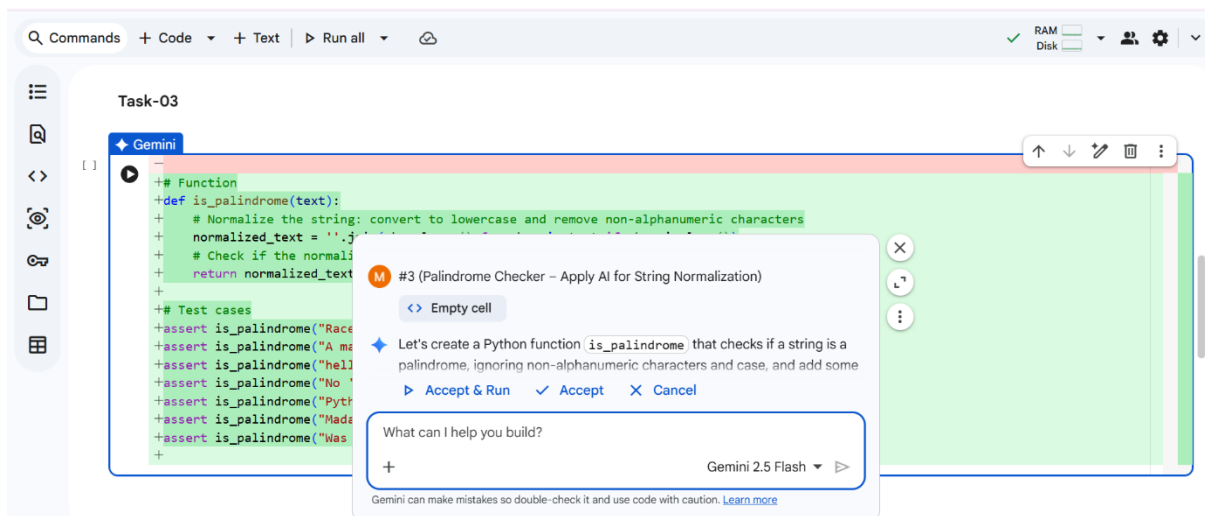 Commands + Code + Text Run all
RAM
Disk
Task-03
Gemini
[ ]
# Function
def is_palindrome(text):
# Normalize the string: convert to lowercase and remove non-alphanumeric characters
normalized_text = ''.j
# Check if the normali
return normalized_text
# Test cases
assert is_palindrome("Race
assert is_palindrome("A ma
assert is_palindrome("hell
assert is_palindrome("No '
assert is_palindrome("Pyth
assert is_palindrome("Mada
assert is_palindrome("Was
M #3 (Palindrome Checker – Apply AI for String Normalization)
<> Empty cell
Let's create a Python function is_palindrome that checks if a string is a
palindrome, ignoring non-alphanumeric characters and case, and add some
Accept & Run Accept Cancel
What can I help you build?
+ Gemini 2.5 Flash
Gemini can make mistakes so double-check it and use code with caution. Learn more